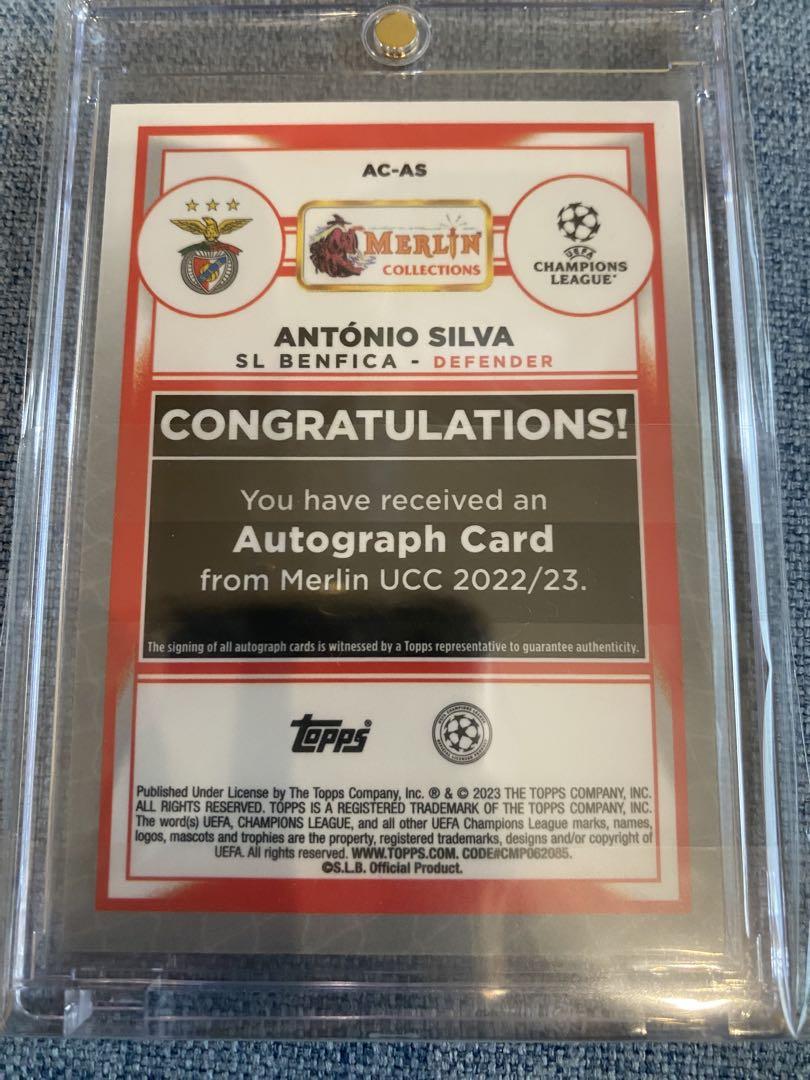 AC-AS
MERLIN
COLLECTIONS
UEFA
CHAMPIONS
LEAGUE®
ANTÓNIO SILVA
SL BENFICA - DEFENDER
CONGRATULATIONS!
You have received an
Autograph Card
from Merlin UCC 2022/23.
The signing of all autograph cards is witnessed by a Topps representative to guarantee authenticity.
Topps®
Published Under License by The Topps Company, Inc. ® & © 2023 THE TOPPS COMPANY, INC.
ALL RIGHTS RESERVED. TOPPS IS A REGISTERED TRADEMARK OF THE TOPPS COMPANY, INC.
The word(s) UEFA, CHAMPIONS LEAGUE, and all other UEFA Champions League marks, names,
logos, mascots and trophies are the property, registered trademarks, designs and/or copyright of
UEFA. All rights reserved. WWW.TOPPS.COM. CODE#CMP062085.
©S.L.B. Official Product.